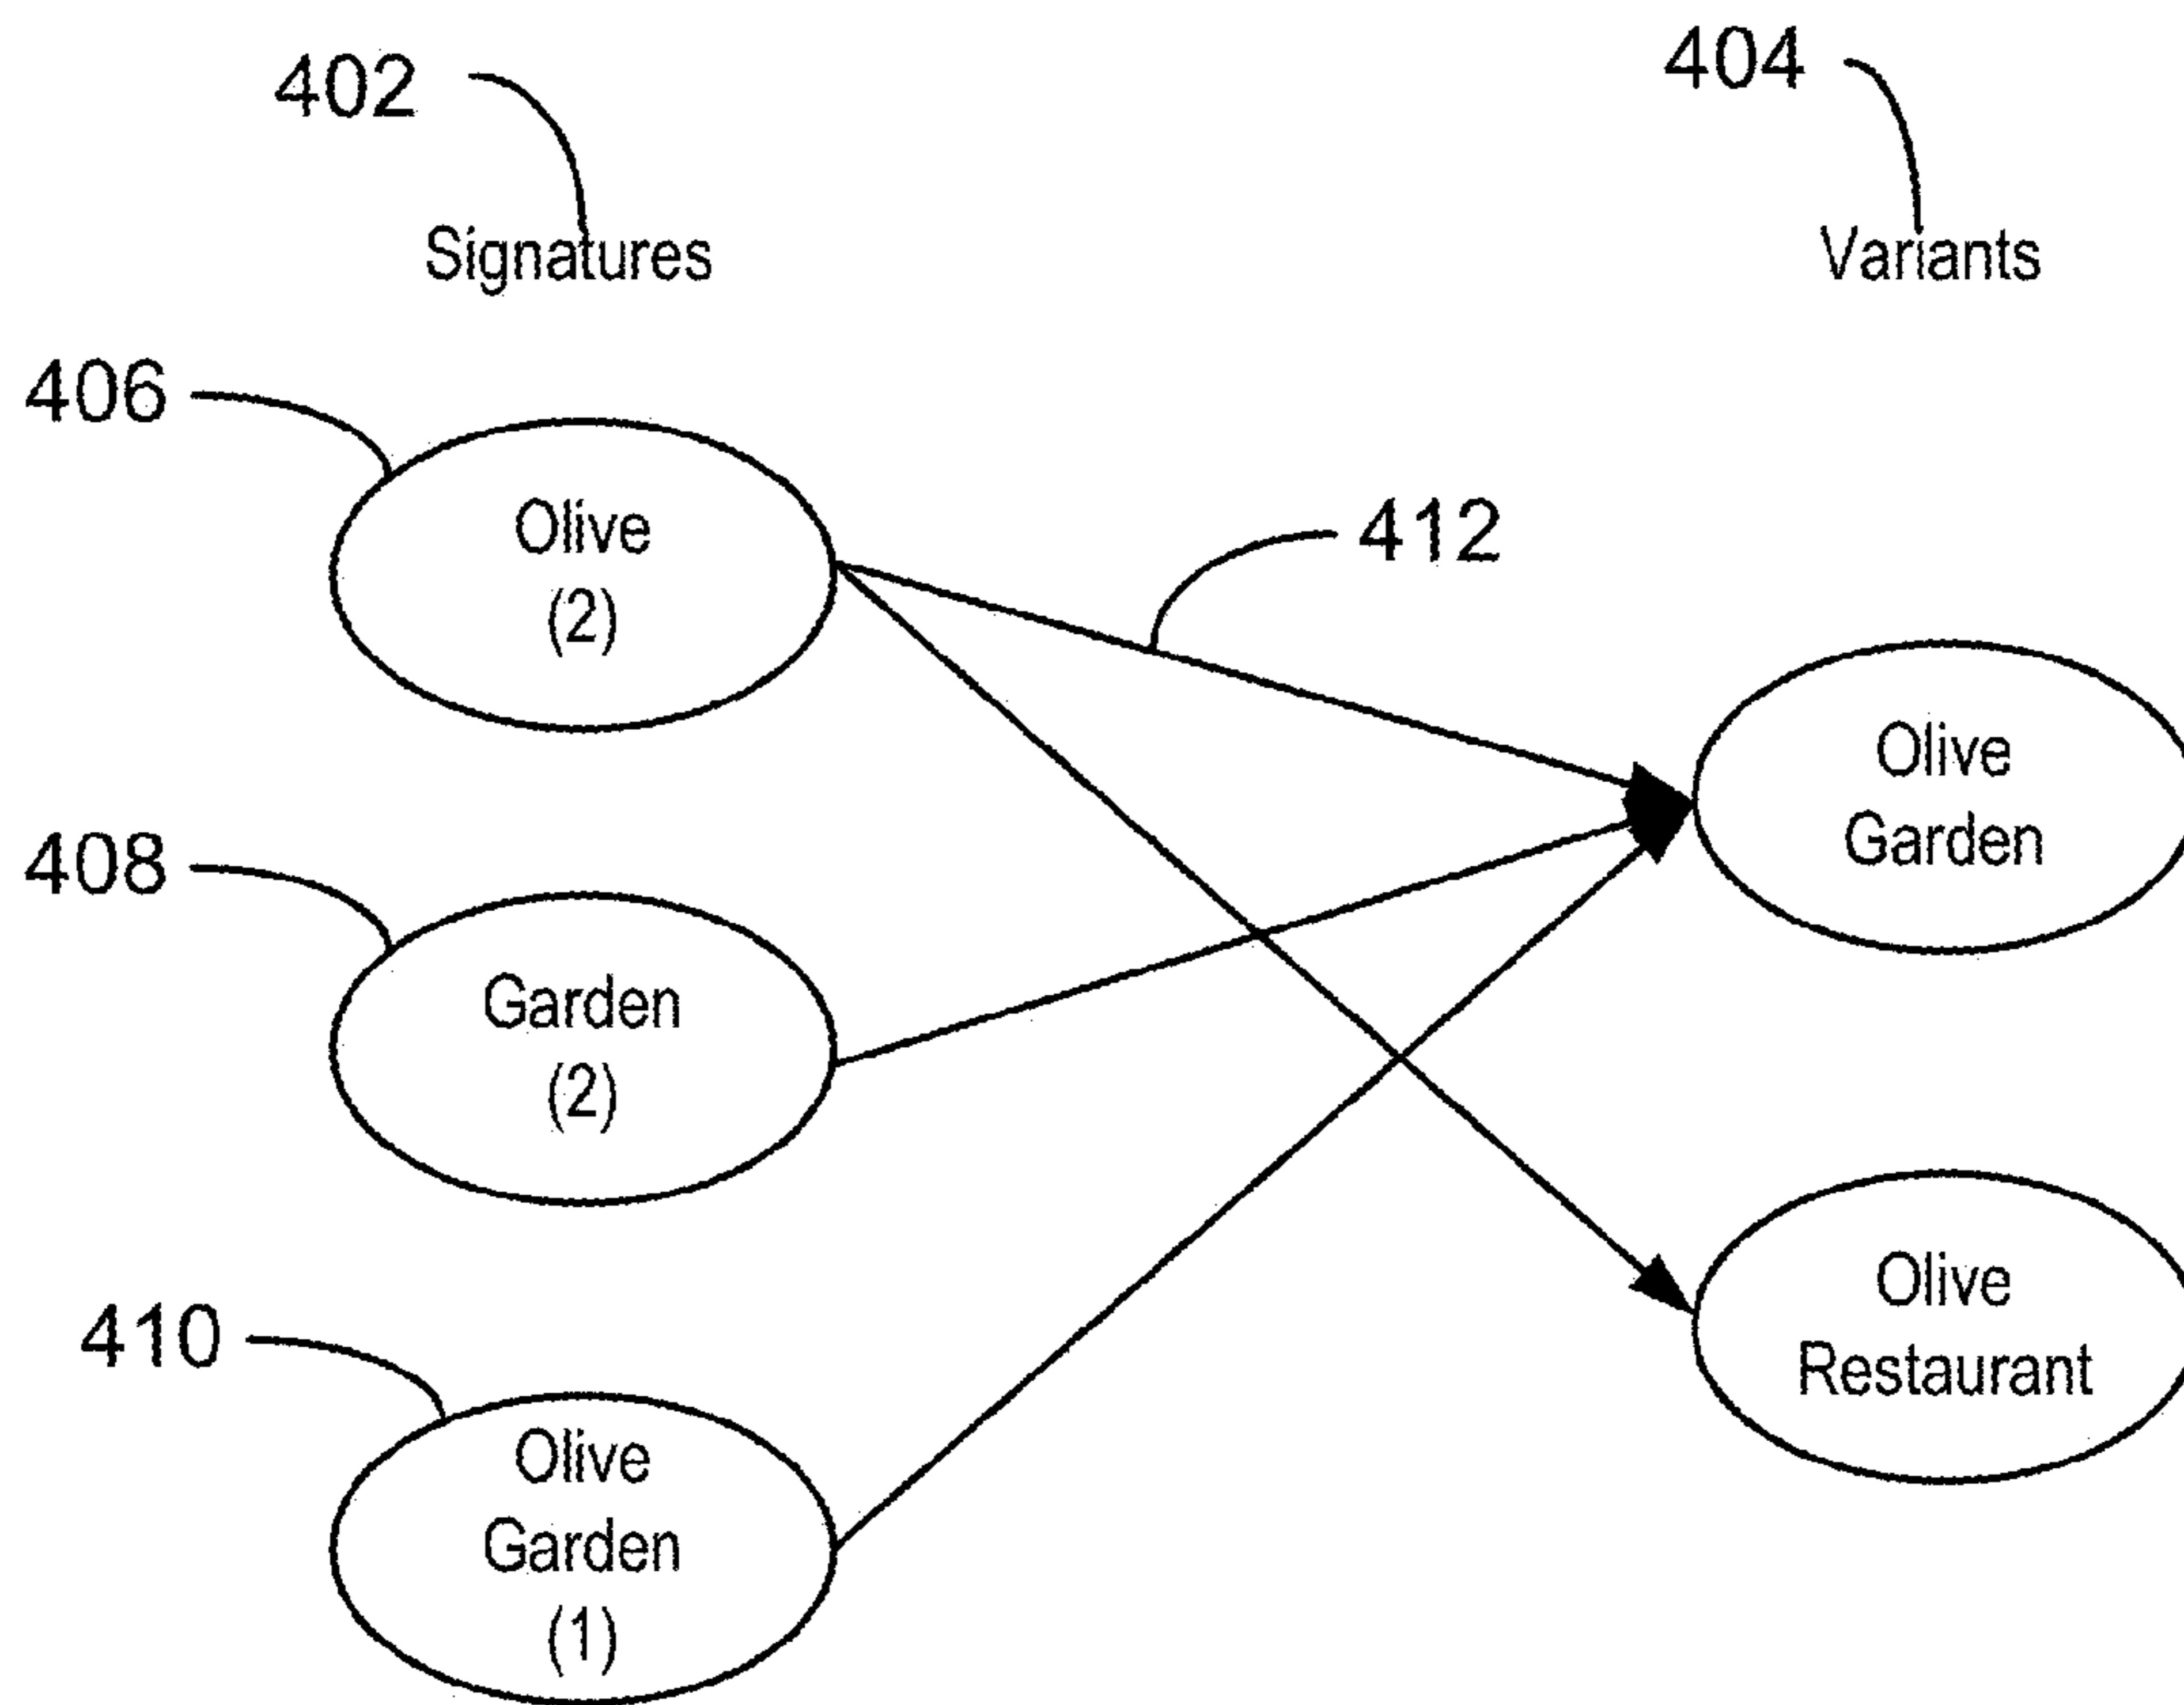 402
404
Signatures
Variants
406
Olive
(2)
412
Olive
Garden
408
Garden
(2)
Olive
Restaurant
410
Olive
Garden
(1)